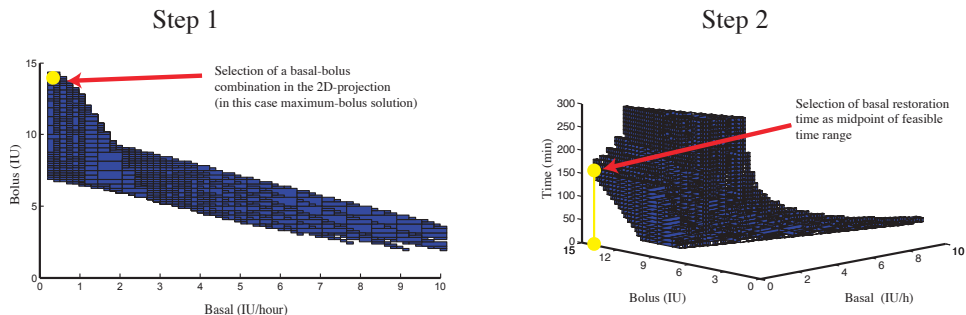 Step 1
Step 2
Selection of a basal-bolus
combination in the 2D-projection
(in this case maximum-bolus solution)
15
10
5
0
Bolus (IU)
0 1 2 3 4 5 6 7 8 9 10
Basal (IU/hour)
Selection of basal restoration
time as midpoint of feasible
time range
300
250
200
150
100
50
0
Time (min)
15 12 9 6 3 0
Bolus (IU)
0 2 4 6 8 10
Basal (IU/h)